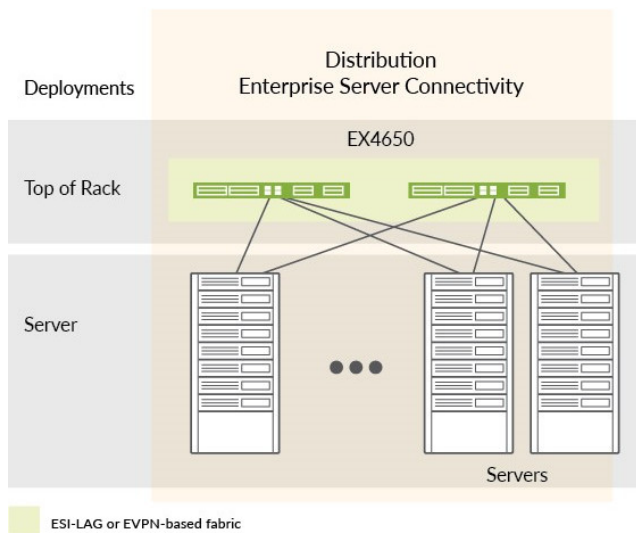 Distribution
Enterprise Server Connectivity
Deployments
EX4650
Top of Rack
Server
Servers
ESI-LAG or EVPN-based fabric